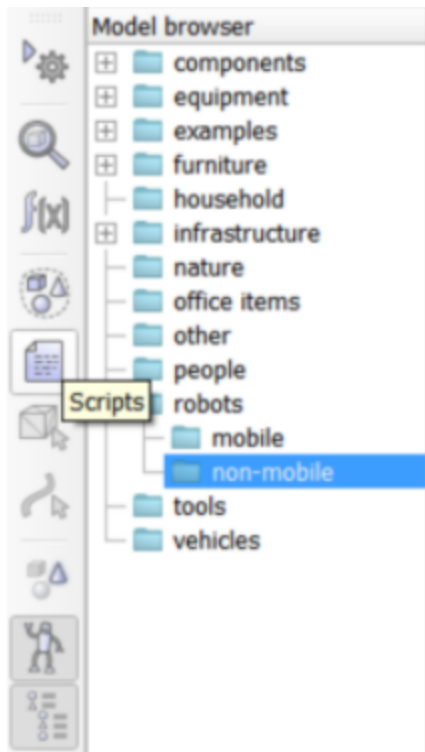 Model browser
components
equipment
examples
furniture
household
f(x)
infrastructure
nature
office items
other
people
Scripts
robots
mobile
non-mobile
tools
vehicles